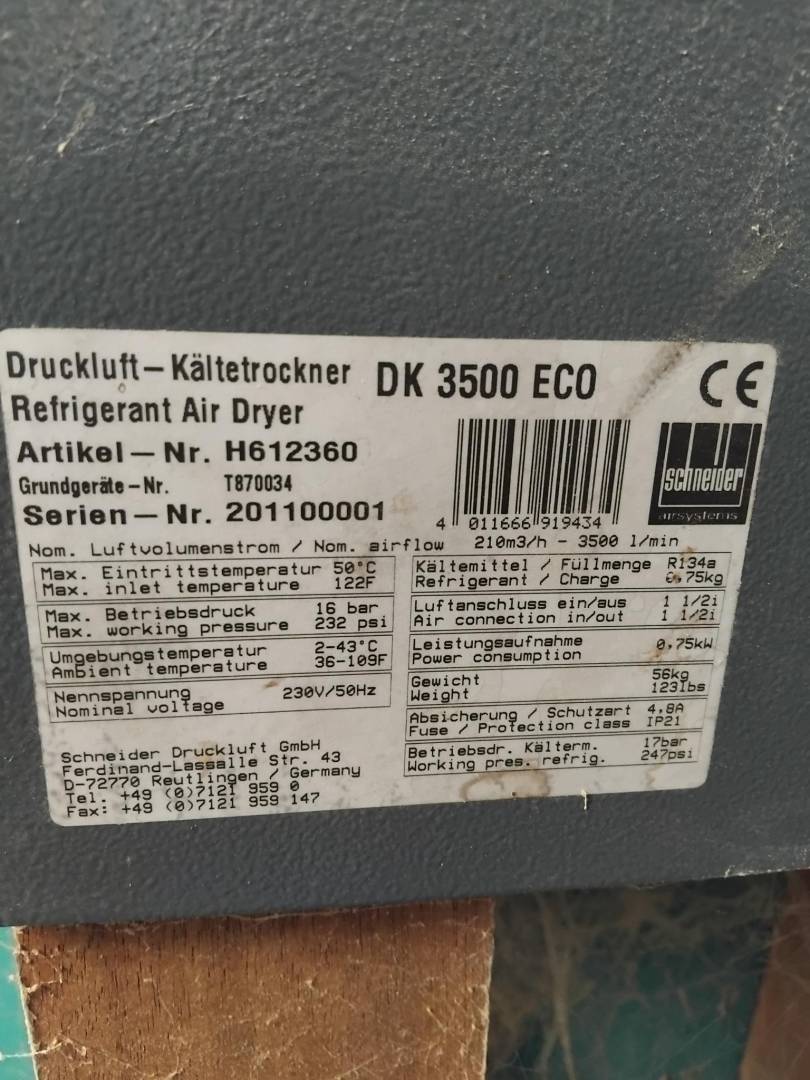 Druckluft-Kältetrockner DK 3500 ECO
Refrigerant Air Dryer
CE
Artikel-Nr. H612360
Grundgeräte-Nr. T870034
Serien-Nr. 201100001
4 011666 919434
schneider
airsystems
Nom. Luftvolumenstrom / Nom. airflow 210m3/h - 3500 l/min
Max. Eintrittstemperatur 50°C
Max. inlet temperature 122F
Max. Betriebsdruck 16 bar
Max. working pressure 232 psi
Umgebungstemperatur 2-43°C
Ambient temperature 36-109F
Nennspannung 230V/50Hz
Nominal voltage
Kältemittel / Füllmenge R134a
Refrigerant / Charge 0,75kg
Luftanschluss ein/aus 1 1/2i
Air connection in/out 1 1/2i
Leistungsaufnahme 0,75kW
Power consumption
Gewicht 56kg
Weight 123lbs
Absicherung / Schutzart 4,8A
Fuse / Protection class IP21
Betriebsdr. Kälterm. 17bar
Working pres. refrig. 247psi
Schneider Druckluft GmbH
Ferdinand-Lassalle Str. 43
D-72770 Reutlingen / Germany
Tel. +49 (0)7121 959 0
Fax: +49 (0)7121 959 147